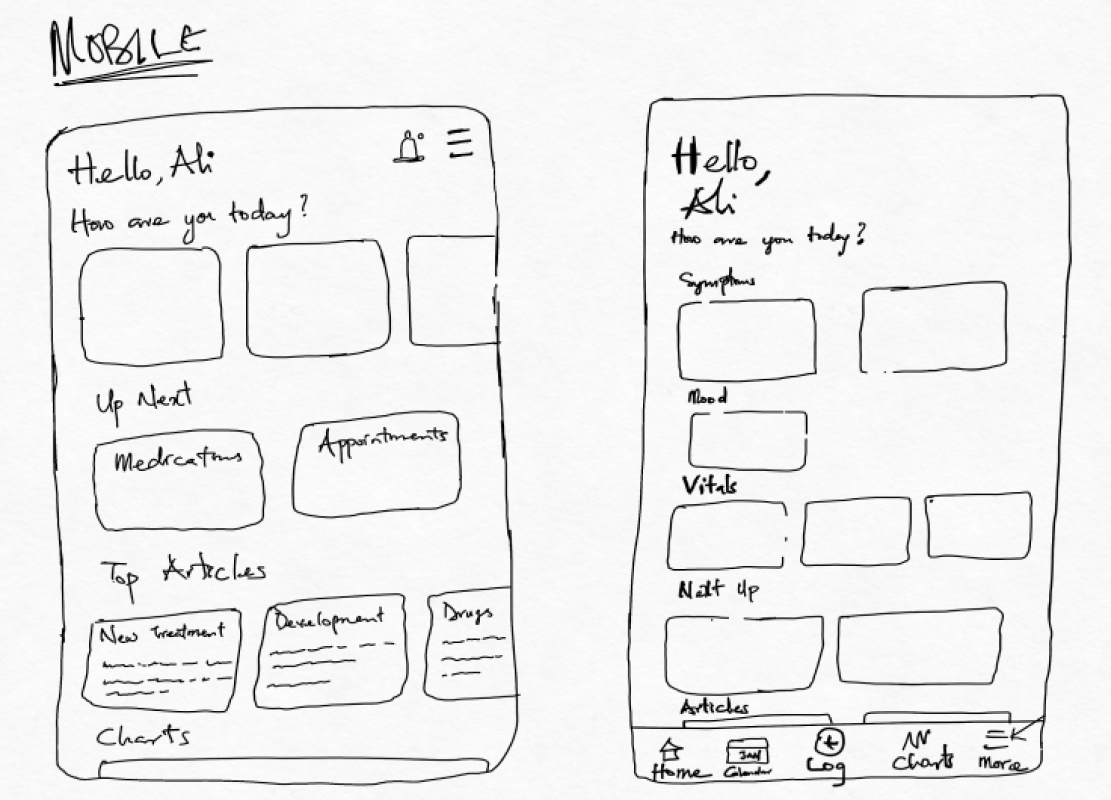 MOBILE
Hello, Ali
How are you today?
Up Next
Medications
Appointments
Top Articles
New Treatment
Development
Drugs
Charts
Hello,
Ali
How are you today?
Symptoms
Mood
Vitals
Next Up
Articles
Home
JAN
Calendar
Log
Charts
More